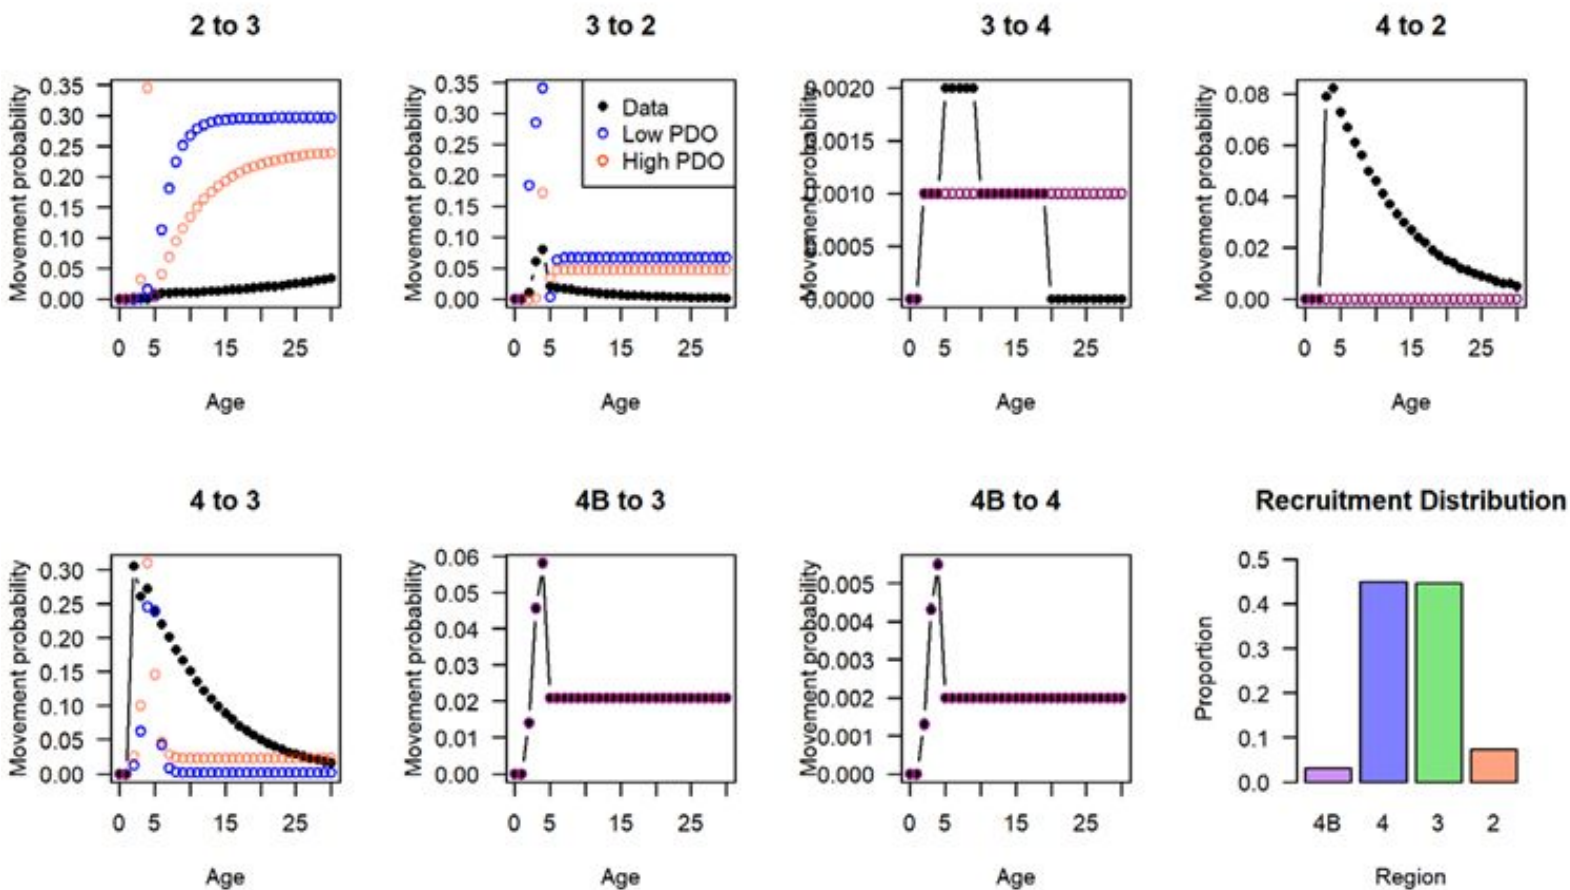 2 to 3
3 to 2
3 to 4
4 to 2
Movement probability
0.35
0.30
0.25
0.20
0.15
0.10
0.05
0.00
0 5 15 25
Age
Movement probability
0.35
0.30
0.25
0.20
0.15
0.10
0.05
0.00
Data
Low PDO
High PDO
0 5 15 25
Age
Movement probability
0.0020
0.0015
0.0010
0.0005
0.0000
0 5 15 25
Age
Movement probability
0.08
0.06
0.04
0.02
0.00
0 5 15 25
Age
4 to 3
4B to 3
4B to 4
Recruitment Distribution
Movement probability
0.30
0.25
0.20
0.15
0.10
0.05
0.00
0 5 15 25
Age
Movement probability
0.06
0.05
0.04
0.03
0.02
0.01
0.00
0 5 15 25
Age
Movement probability
0.005
0.004
0.003
0.002
0.001
0.000
0 5 15 25
Age
Proportion
0.5
0.4
0.3
0.2
0.1
0.0
4B 4 3 2
Region